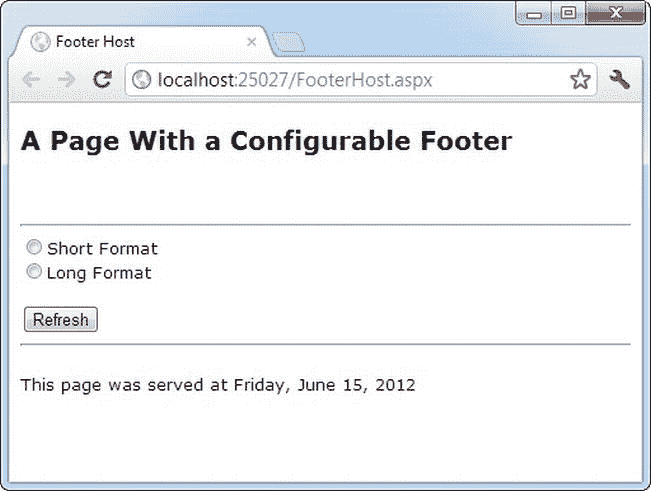 Footer Host
localhost:25027/FooterHost.aspx
A Page With a Configurable Footer
Short Format
Long Format
Refresh
This page was served at Friday, June 15, 2012